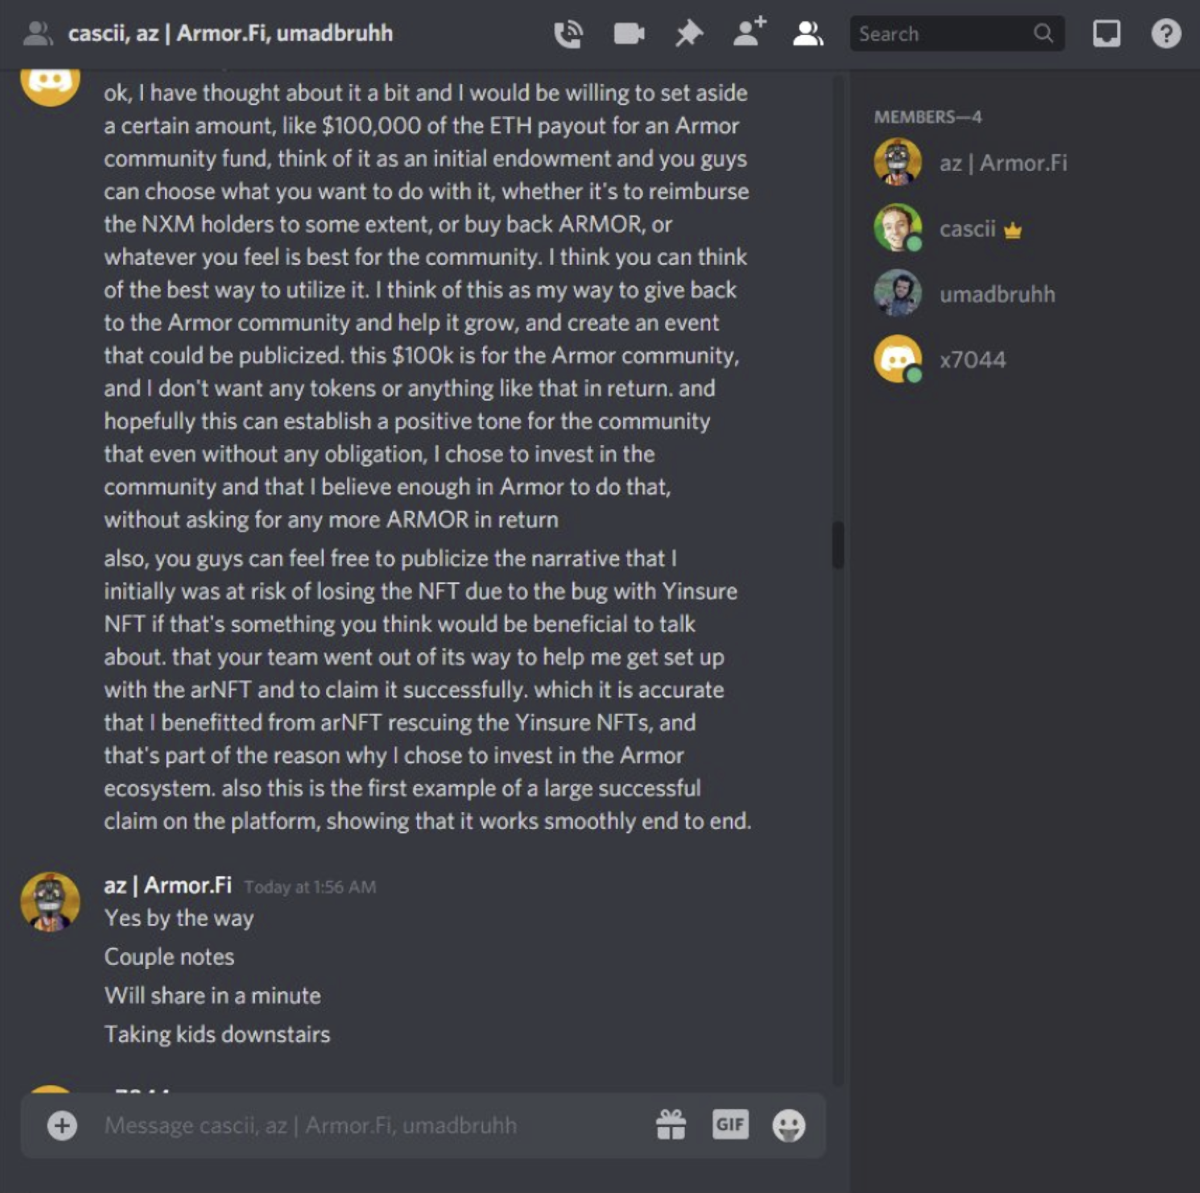 cascii, az | Armor.Fi, umadbruhh
Search
ok, I have thought about it a bit and I would be willing to set aside
a certain amount, like $100,000 of the ETH payout for an Armor
community fund, think of it as an initial endowment and you guys
can choose what you want to do with it, whether it's to reimburse
the NXM holders to some extent, or buy back ARMOR, or
whatever you feel is best for the community. I think you can think
of the best way to utilize it. I think of this as my way to give back
to the Armor community and help it grow, and create an event
that could be publicized. this $100k is for the Armor community,
and I don't want any tokens or anything like that in return. and
hopefully this can establish a positive tone for the community
that even without any obligation, I chose to invest in the
community and that I believe enough in Armor to do that,
without asking for any more ARMOR in return
also, you guys can feel free to publicize the narrative that I
initially was at risk of losing the NFT due to the bug with Yinsure
NFT if that's something you think would be beneficial to talk
about. that your team went out of its way to help me get set up
with the arNFT and to claim it successfully. which it is accurate
that I benefitted from arNFT rescuing the Yinsure NFTs, and
that's part of the reason why I chose to invest in the Armor
ecosystem. also this is the first example of a large successful
claim on the platform, showing that it works smoothly end to end.
az | Armor.Fi Today at 1:56 AM
Yes by the way
Couple notes
Will share in a minute
Taking kids downstairs
Message cascii, az | Armor.Fi, umadbruhh
GIF
MEMBERS—4
az | Armor.Fi
cascii
umadbruhh
x7044